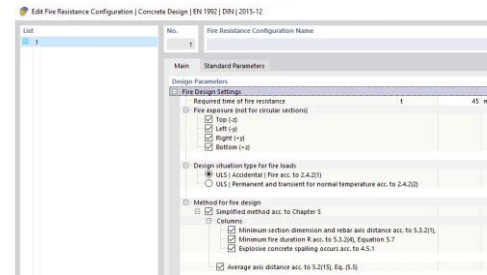 Edit Fire Resistance Configuration | Concrete Design | EN 1992 | DIN | 2015-12
List
1
No.
1
Fire Resistance Configuration Name
Main
Standard Parameters
Design Parameters
Fire Design Settings
Required time of fire resistance t 45 m
Fire exposure (not for circular sections)
Top (-z)
Left (-y)
Right (+y)
Bottom (+z)
Design situation type for fire loads
ULS | Accidental | Fire acc. to 2.4.2(1)
ULS | Permanent and transient for normal temperature acc. to 2.4.2(2)
Method for fire design
Simplified method acc. to Chapter 5
Columns
Minimum section dimension and rebar axis distance acc. to 5.3.2(1),
Minimum fire duration R acc. to 5.3.2(4), Equation 5.7
Explosive concrete spalling occurs acc. to 4.5.1
Average axis distance acc. to 5.2(15), Eq. (5.5)